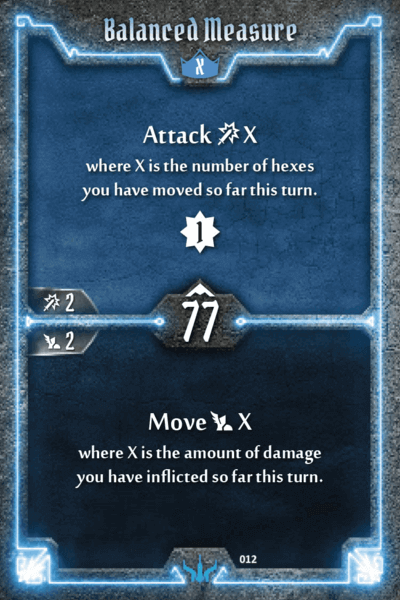 Balanced Measure
X
Attack X
where X is the number of hexes
you have moved so far this turn.
1
2
77
2
Move X
where X is the amount of damage
you have inflicted so far this turn.
012